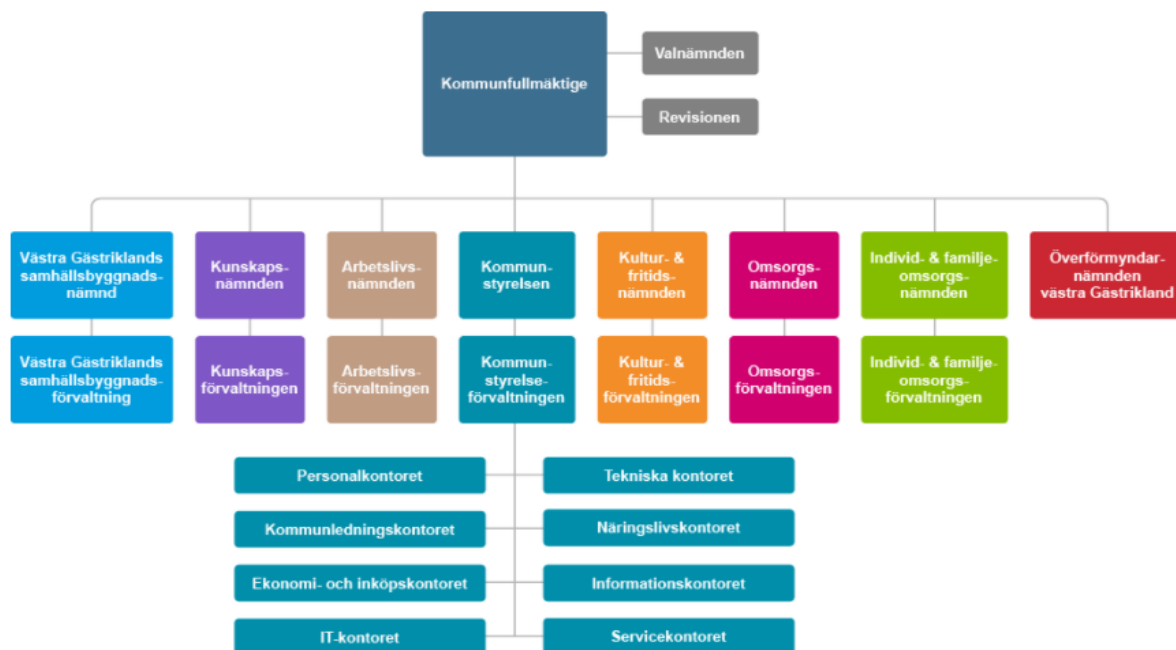 Kommunfullmäktige
Valnämnden
Revisionen
Västra Gästriklands
samhällsbyggnads-
nämnd
Kunskaps-
nämnden
Arbetslivs-
nämnden
Kommun-
styrelsen
Kultur- &
fritids-
nämnden
Omsorgs-
nämnden
Individ- & familje-
omsorgs-
nämnden
Överförmyndar-
nämnden
västra Gästrikland
Västra Gästriklands
samhällsbyggnads-
förvaltning
Kunskaps-
förvaltningen
Arbetslivs-
förvaltningen
Kommun-
styrelse-
förvaltningen
Kultur- &
fritids-
förvaltningen
Omsorgs-
förvaltningen
Individ- & familje-
omsorgs-
förvaltningen
Personalkontoret
Tekniska kontoret
Kommunledningskontoret
Näringslivskontoret
Ekonomi- och inköpskontoret
Informationskontoret
IT-kontoret
Servicekontoret